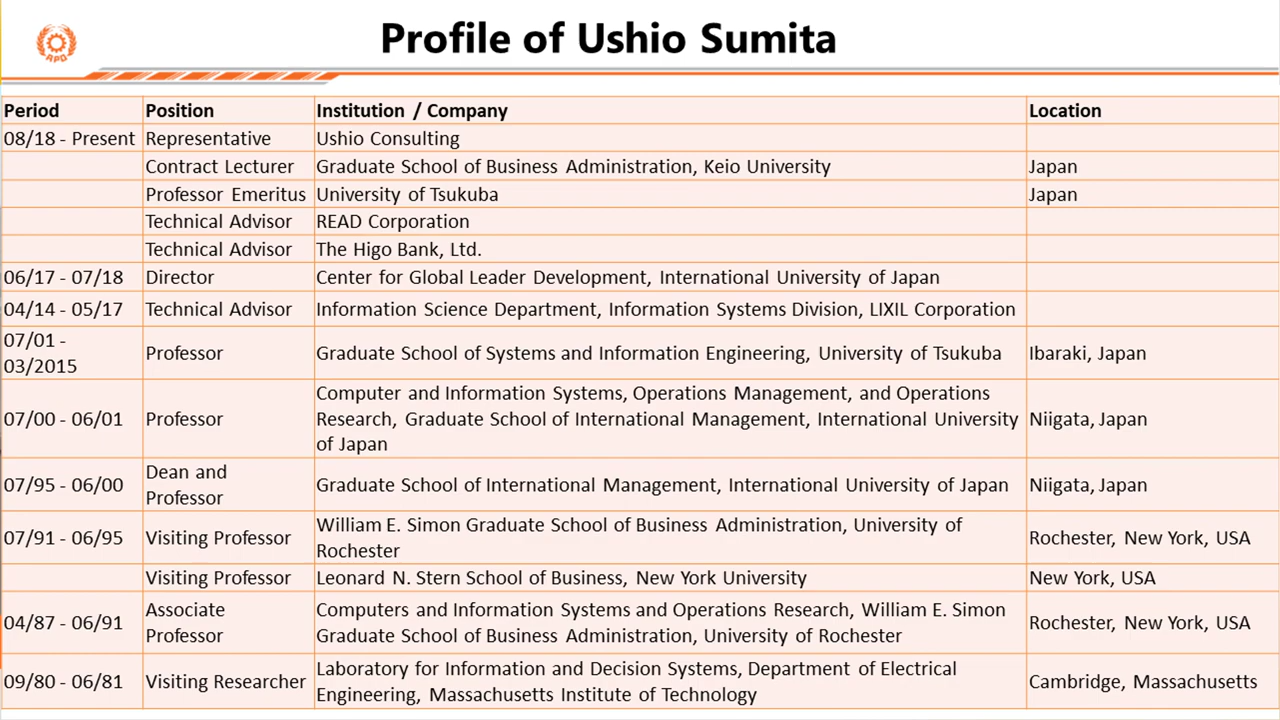 Profile of Ushio Sumita
APO
Period Position Institution / Company Location
08/18 - Present Representative Ushio Consulting
Contract Lecturer Graduate School of Business Administration, Keio University Japan
Professor Emeritus University of Tsukuba Japan
Technical Advisor READ Corporation
Technical Advisor The Higo Bank, Ltd.
06/17 - 07/18 Director Center for Global Leader Development, International University of Japan
04/14 - 05/17 Technical Advisor Information Science Department, Information Systems Division, LIXIL Corporation
07/01 -
03/2015
Professor Graduate School of Systems and Information Engineering, University of Tsukuba Ibaraki, Japan
07/00 - 06/01 Professor
Computer and Information Systems, Operations Management, and Operations
Research, Graduate School of International Management, International University
of Japan
Niigata, Japan
07/95 - 06/00
Dean and
Professor
Graduate School of International Management, International University of Japan Niigata, Japan
07/91 - 06/95 Visiting Professor
William E. Simon Graduate School of Business Administration, University of
Rochester
Rochester, New York, USA
Visiting Professor Leonard N. Stern School of Business, New York University New York, USA
04/87 - 06/91
Associate
Professor
Computers and Information Systems and Operations Research, William E. Simon
Graduate School of Business Administration, University of Rochester
Rochester, New York, USA
09/80 - 06/81 Visiting Researcher
Laboratory for Information and Decision Systems, Department of Electrical
Engineering, Massachusetts Institute of Technology
Cambridge, Massachusetts